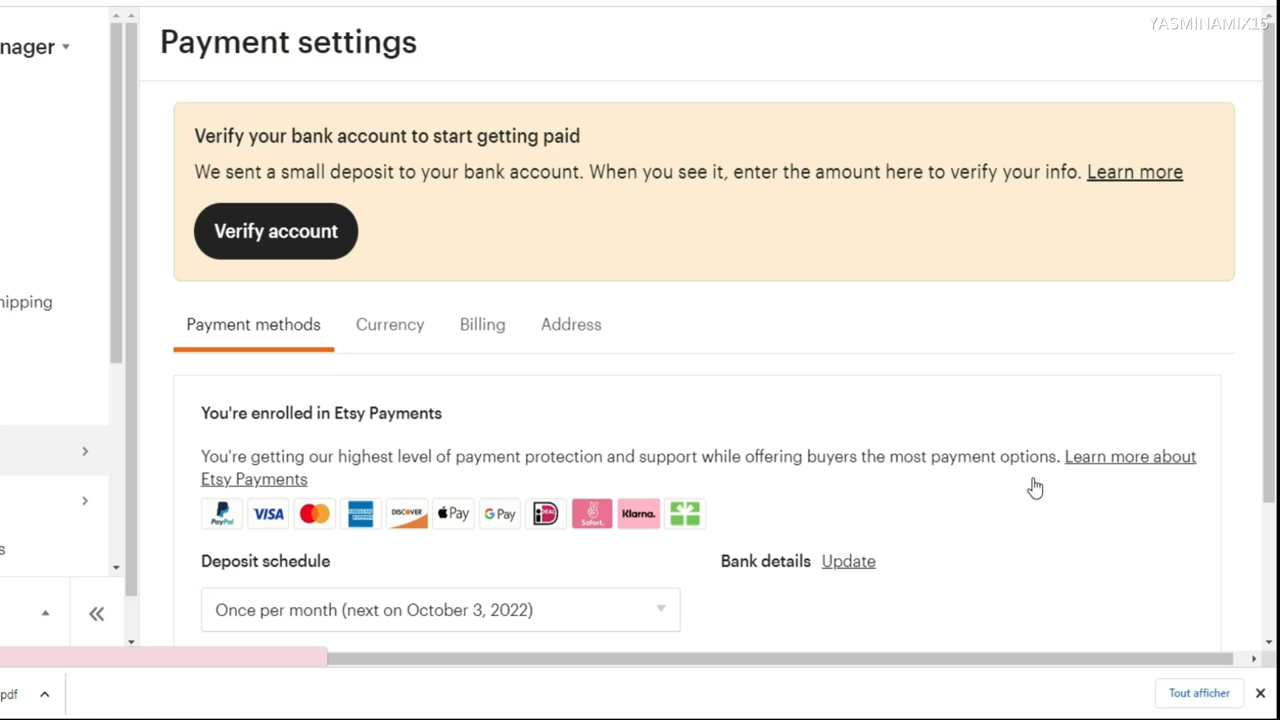 YASMINAMIX15
nager
Payment settings
Verify your bank account to start getting paid
We sent a small deposit to your bank account. When you see it, enter the amount here to verify your info. Learn more
Verify account
hipping
Payment methods Currency Billing Address
You're enrolled in Etsy Payments
You're getting our highest level of payment protection and support while offering buyers the most payment options. Learn more about
Etsy Payments
PayPal VISA AMERICAN EXPRESS DISCOVER Pay G Pay iDEAL Sofort. Klarna.
Deposit schedule
Bank details Update
s
Once per month (next on October 3, 2022)
pdf
Tout afficher